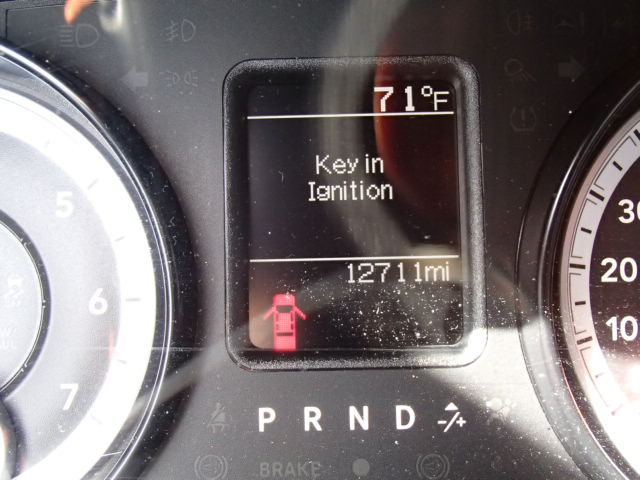 71°F
Key in
Ignition
12711mi
5
6
7
30
20
10
P R N D -/+
BRAKE